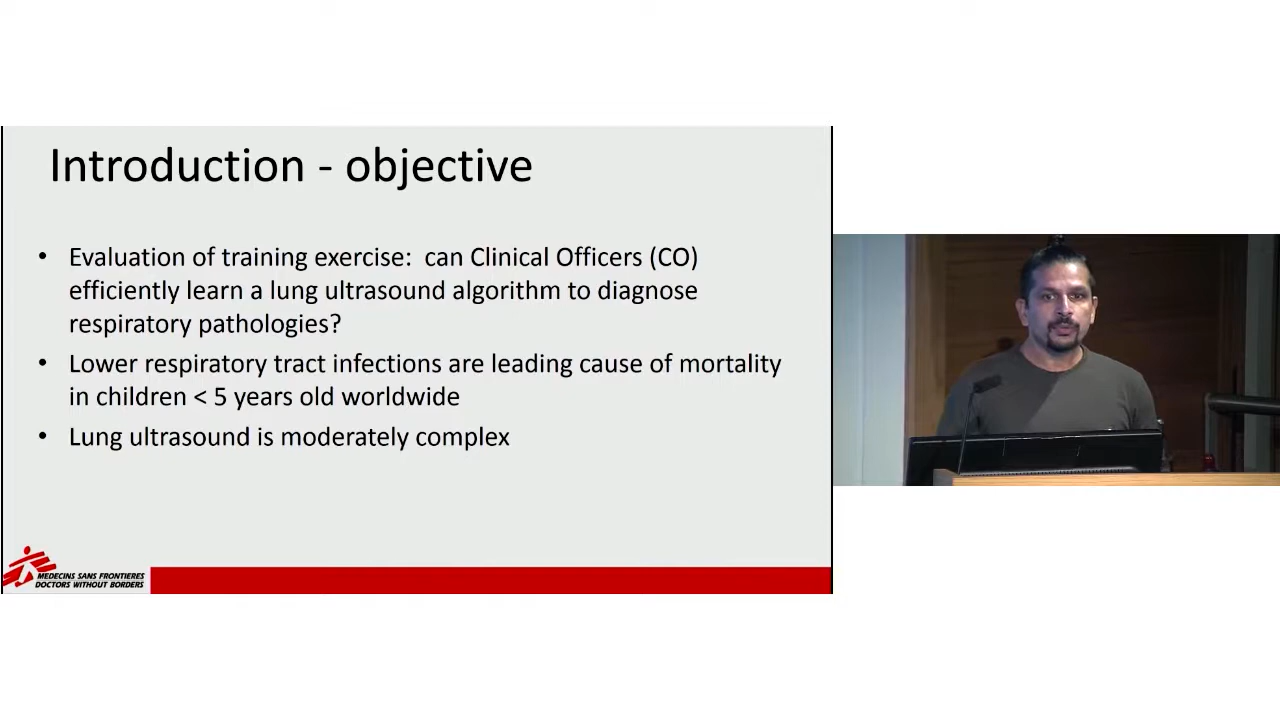 Introduction - objective
• Evaluation of training exercise:  can Clinical Officers (CO)
efficiently learn a lung ultrasound algorithm to diagnose
respiratory pathologies?
• Lower respiratory tract infections are leading cause of mortality
in children < 5 years old worldwide
• Lung ultrasound is moderately complex
MEDECINS SANS FRONTIERES
DOCTORS WITHOUT BORDERS